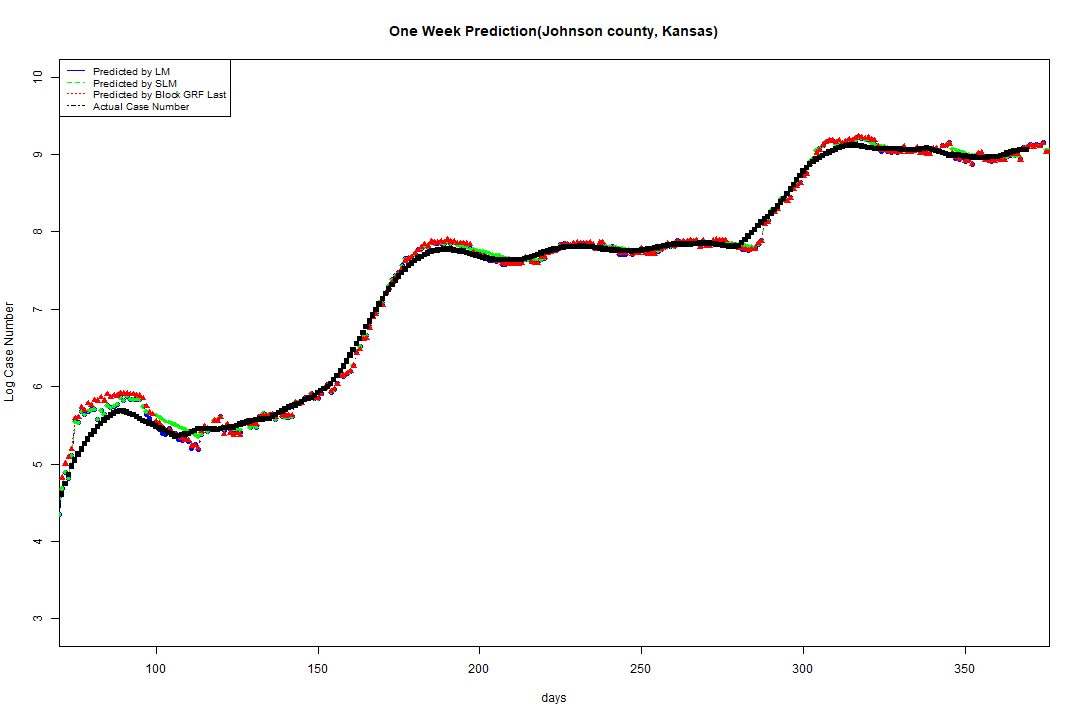 One Week Prediction(Johnson county, Kansas)
Predicted by LM
Predicted by SLM
Predicted by Block GRF Last
Actual Case Number
10
9
8
7
6
5
4
3
Log Case Number
100 150 200 250 300 350
days